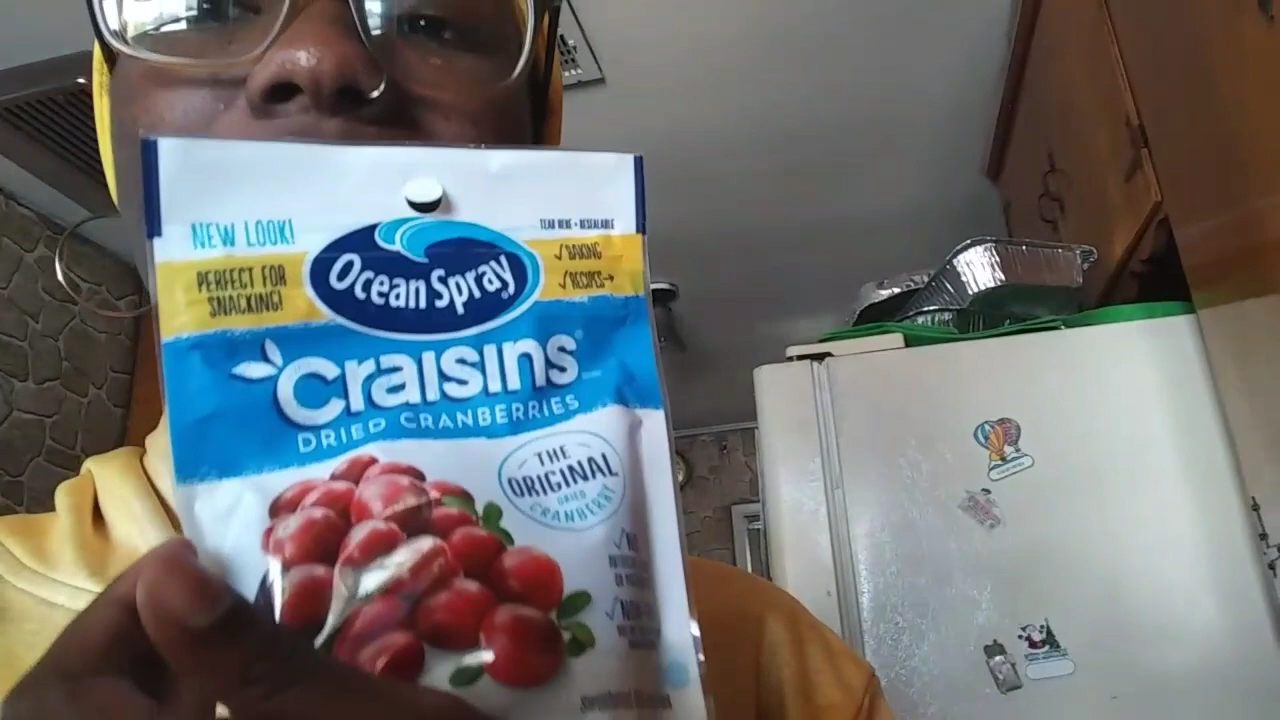 NEW LOOK!
PERFECT FOR
SNACKING!
Ocean Spray®
TEAR HERE • RESEALABLE
✓BAKING
✓RECIPES→
Craisins®
DRIED CRANBERRIES
THE
ORIGINAL
DRIED
CRANBERRY